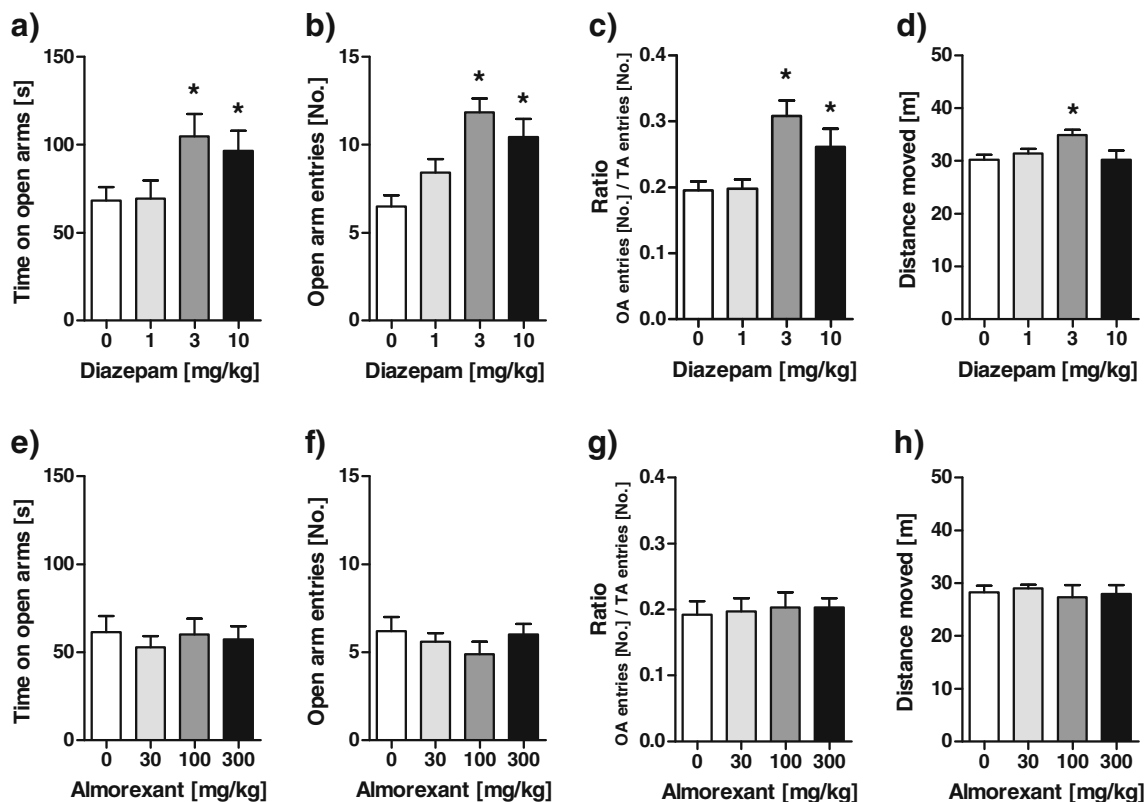 a)
Time on open arms [s]
150
100
50
0
* *
0 1 3 10
Diazepam [mg/kg]
b)
Open arm entries [No.]
15
10
5
0
* *
0 1 3 10
Diazepam [mg/kg]
c)
Ratio
OA entries [No.] / TA entries [No.]
0.4
0.3
0.2
0.1
0.0
* *
0 1 3 10
Diazepam [mg/kg]
d)
Distance moved [m]
50
40
30
20
10
0
*
0 1 3 10
Diazepam [mg/kg]
e)
Time on open arms [s]
150
100
50
0
0 30 100 300
Almorexant [mg/kg]
f)
Open arm entries [No.]
15
10
5
0
0 30 100 300
Almorexant [mg/kg]
g)
Ratio
OA entries [No.] / TA entries [No.]
0.4
0.3
0.2
0.1
0.0
0 30 100 300
Almorexant [mg/kg]
h)
Distance moved [m]
50
40
30
20
10
0
0 30 100 300
Almorexant [mg/kg]